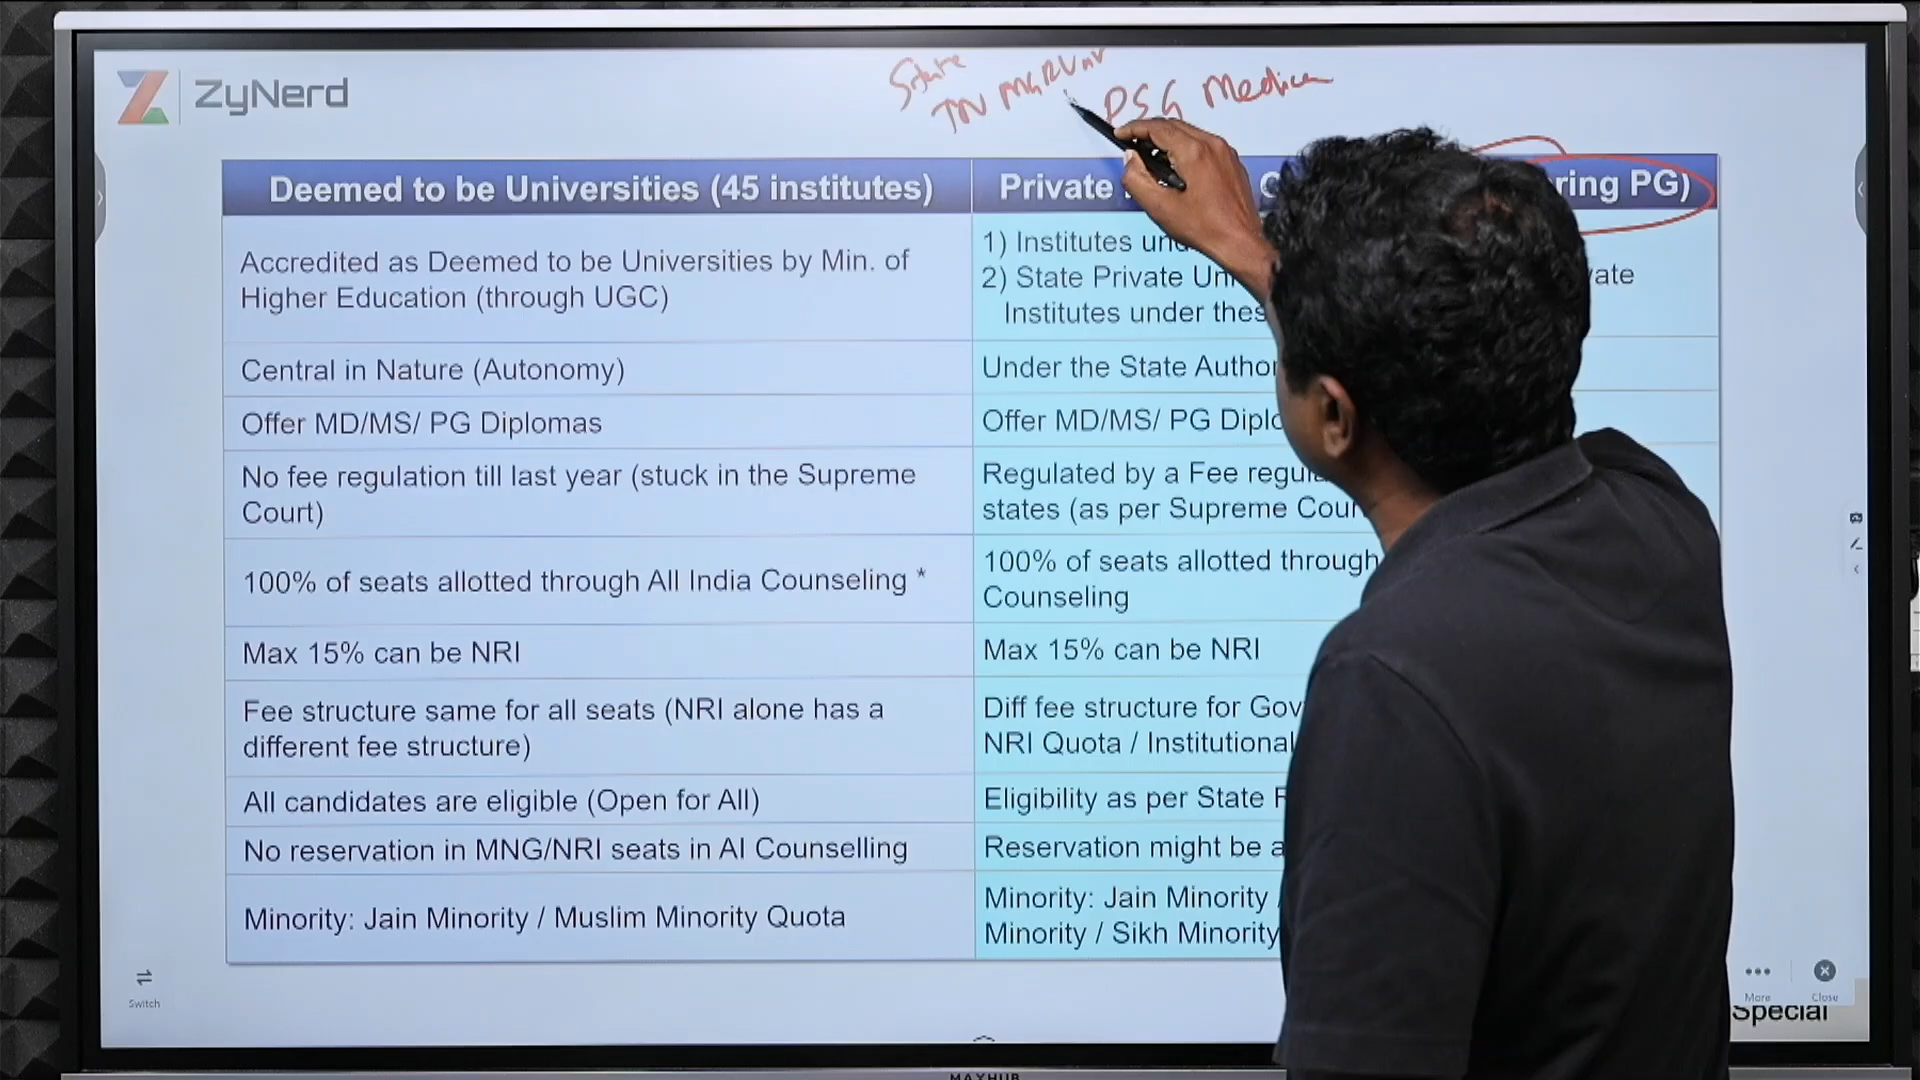 ZyNerd
State
TN MGR Univ
PSG Medica
Deemed to be Universities (45 institutes)
Private
ring PG)
Accredited as Deemed to be Universities by Min. of
Higher Education (through UGC)
1) Institutes und
2) State Private Un
ate
Institutes under thes
Central in Nature (Autonomy)
Under the State Author
Offer MD/MS/ PG Diplomas
Offer MD/MS/ PG Diplo
No fee regulation till last year (stuck in the Supreme
Court)
Regulated by a Fee regul
states (as per Supreme Cour
100% of seats allotted through All India Counseling *
100% of seats allotted through
Counseling
Max 15% can be NRI
Max 15% can be NRI
Fee structure same for all seats (NRI alone has a
different fee structure)
Diff fee structure for Gov
NRI Quota / Institutional
All candidates are eligible (Open for All)
Eligibility as per State R
No reservation in MNG/NRI seats in AI Counselling
Reservation might be a
Minority: Jain Minority / Muslim Minority Quota
Minority: Jain Minority /
Minority / Sikh Minority
Switch
More
Close
Special
MAXHUB